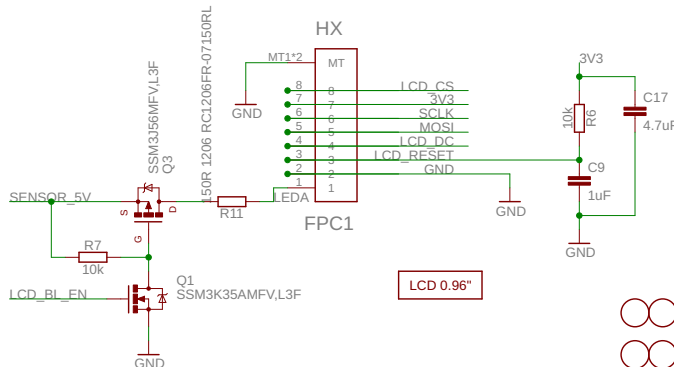 HX
MT1*2
MT
8 8 LCD_CS
7 7 3V3
6 6 SCLK
5 5 MOSI
4 4 LCD_DC
3 3 LCD_RESET
2 2 GND
1 1
LEDA
FPC1
GND
SSM3J56MFV,L3F
Q3
150R 1206 RC1206FR-07150RL
R11
SENSOR_5V
S
D
G
R7
10k
Q1
SSM3K35AMFV,L3F
LCD_BL_EN
GND
GND
LCD 0.96"
3V3
10k
R6
C17
4.7uF
C9
1uF
GND